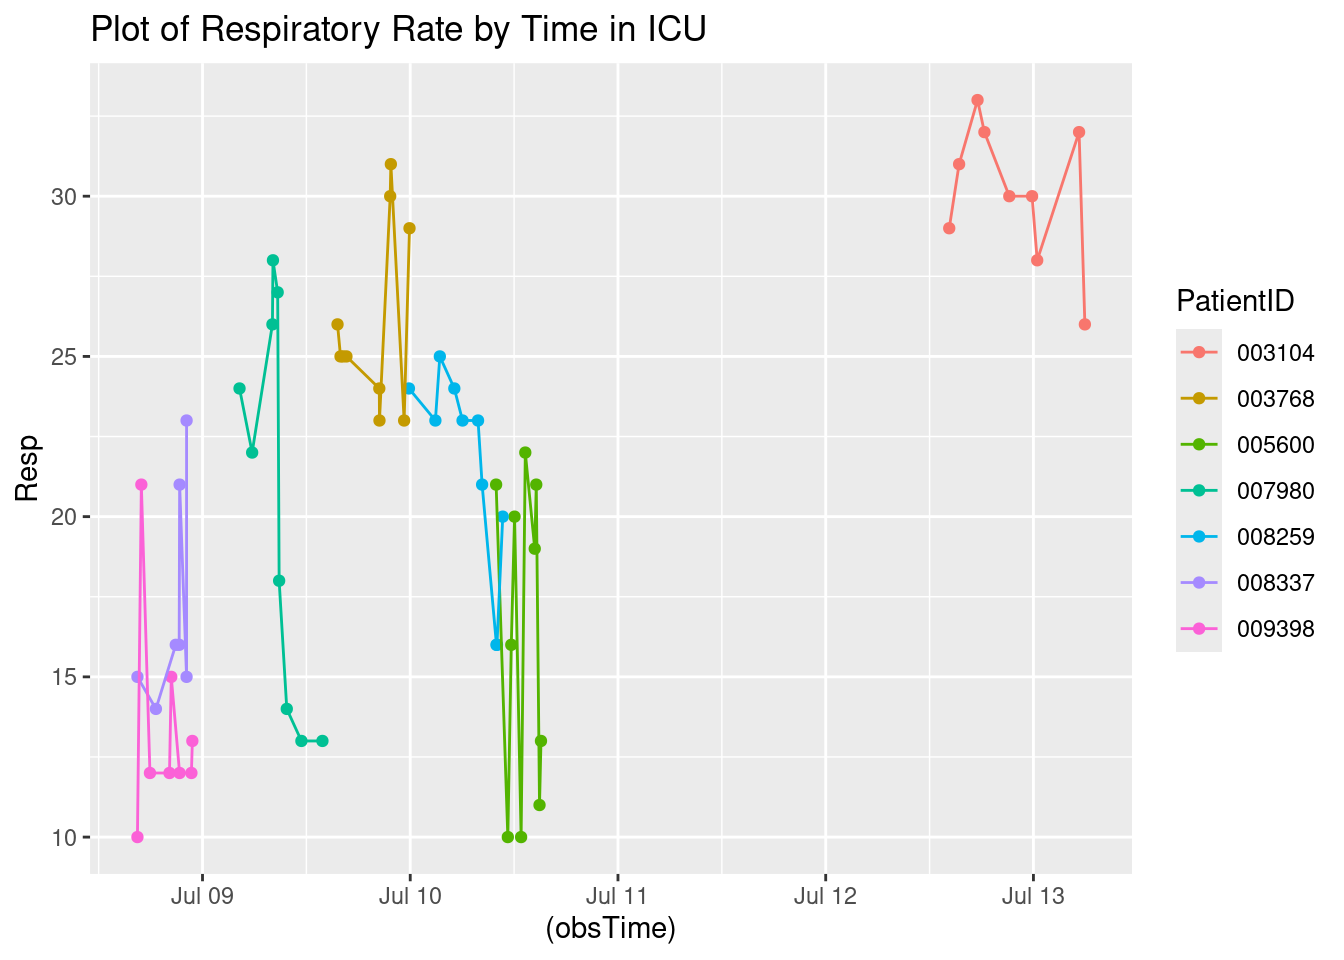 Plot of Respiratory Rate by Time in ICU
Resp
30
25
20
15
10
Jul 09
Jul 10
Jul 11
Jul 12
Jul 13
(obsTime)
PatientID
003104
003768
005600
007980
008259
008337
009398